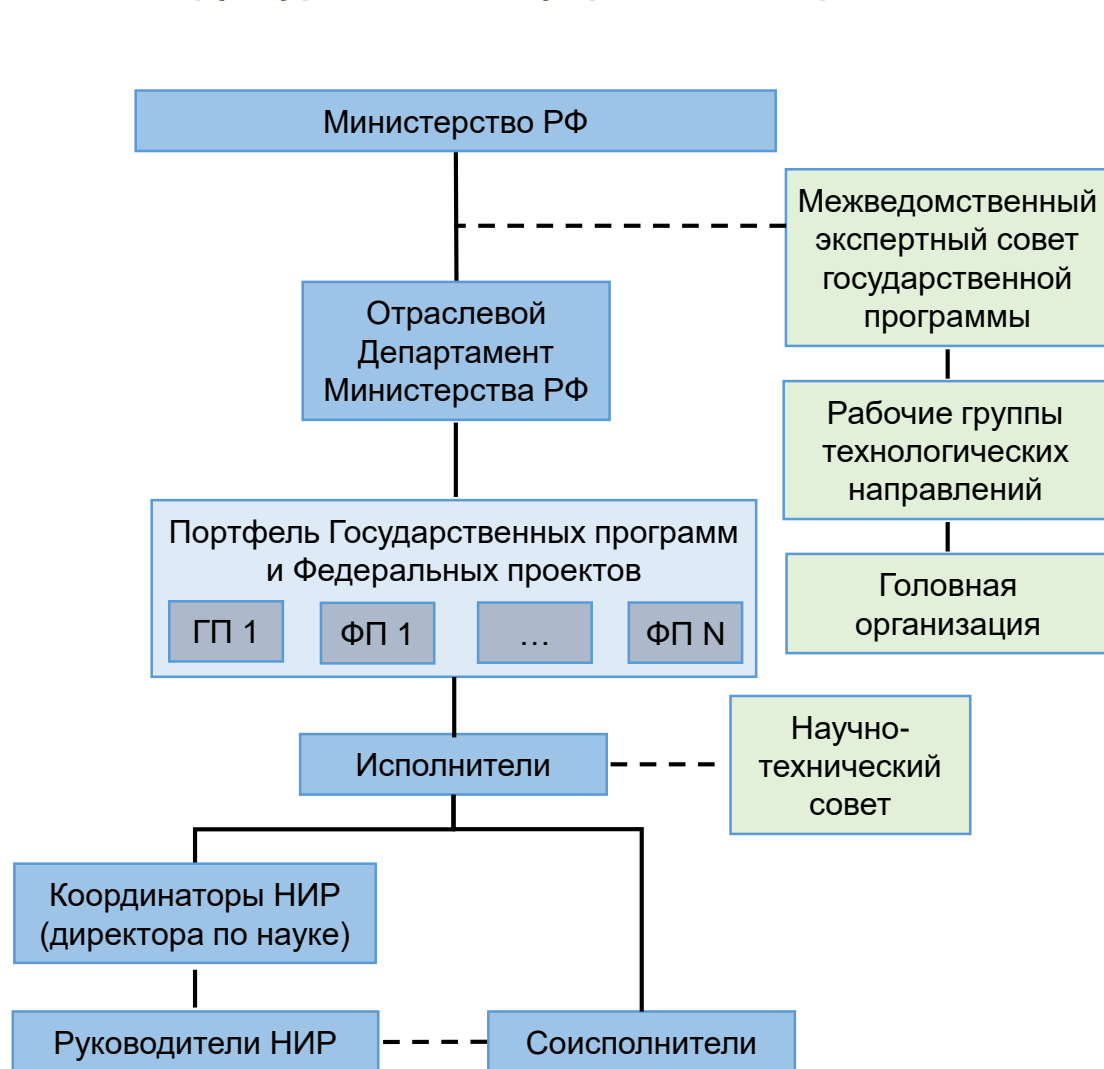 Министерство РФ
Межведомственный
экспертный совет
государственной
программы
Отраслевой
Департамент
Министерства РФ
Рабочие группы
технологических
направлений
Портфель Государственных программ
и Федеральных проектов
ГП 1
ФП 1
…
ФП N
Головная
организация
Исполнители
Научно-
технический
совет
Координаторы НИР
(директора по науке)
Руководители НИР
Соисполнители